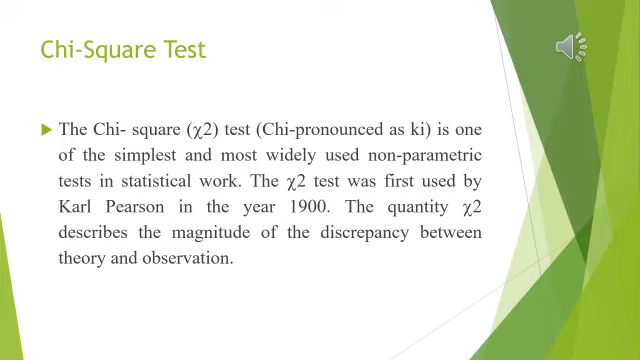 Chi-Square Test
The Chi- square (χ2) test (Chi-pronounced as ki) is one
of the simplest and most widely used non-parametric
tests in statistical work. The χ2 test was first used by
Karl Pearson in the year 1900. The quantity χ2
describes the magnitude of the discrepancy between
theory and observation.